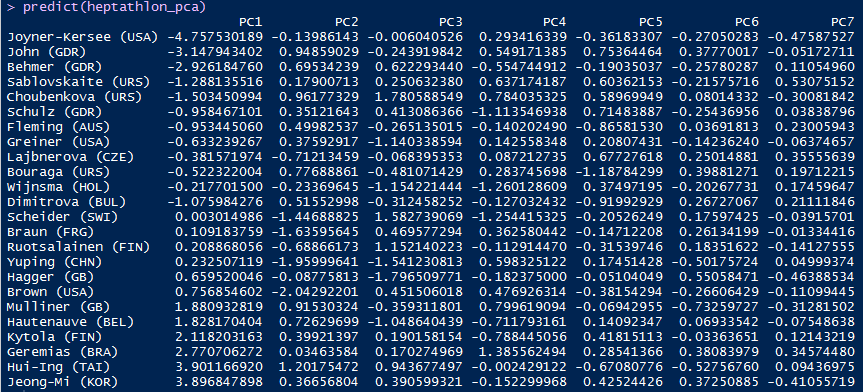 > predict(heptathlon_pca)
PC1 PC2 PC3 PC4 PC5 PC6 PC7
Joyner-Kersee (USA) -4.757530189 -0.13986143 -0.006040526 0.293416339 -0.36183307 -0.27050283 -0.47587527
John (GDR) -3.147943402 0.94859029 -0.243919842 0.549171385 0.75364464 0.37770017 -0.05172711
Behmer (GDR) -2.926184760 0.69534239 0.622293440 -0.554744912 -0.19035037 -0.25780287 0.11054960
Sablovskaite (URS) -1.288135516 0.17900713 0.250632380 0.637174187 0.60362153 -0.21575716 0.53075152
Choubenkova (URS) -1.503450994 0.96177329 1.780588549 0.784035325 0.58969949 0.08014332 -0.30081842
Schulz (GDR) -0.958467101 0.35121643 0.413086366 -1.113546938 0.71483887 -0.25436956 0.03838796
Fleming (AUS) -0.953445060 0.49982537 -0.265135015 -0.140202490 -0.86581530 0.03691813 0.23005943
Greiner (USA) -0.633239267 0.37592917 -1.140338594 0.142558348 0.20807431 -0.14236240 -0.06374657
Lajbnerova (CZE) -0.381571974 -0.71213459 -0.068395353 0.087212735 0.67727618 0.25014881 0.35555639
Bouraga (URS) -0.522322004 0.77688861 -0.481071429 0.283745698 -1.18784299 0.39881271 0.19712215
Wijnsma (HOL) -0.217701500 -0.23369645 -1.154221444 -1.260128609 0.37497195 -0.20267731 0.17459647
Dimitrova (BUL) -1.075984276 0.51552998 -0.312458252 -0.127032432 -0.91992929 0.26727067 0.21111846
Scheider (SWI) 0.003014986 -1.44688825 1.582739069 -1.254415325 -0.20526249 0.17597425 -0.03915701
Braun (FRG) 0.109183759 -1.63595645 0.469577294 0.362580442 -0.14712208 0.26134199 -0.01334416
Ruotsalainen (FIN) 0.208868056 -0.68866173 1.152140223 -0.112914470 -0.31539746 0.18351622 -0.14127555
Yuping (CHN) 0.232507119 -1.95999641 -1.541230813 0.598325122 0.17451428 -0.50175724 0.04999374
Hagger (GB) 0.659520046 -0.08775813 -1.796509771 -0.182375000 -0.05104049 0.55058471 -0.46388534
Brown (USA) 0.756854602 -2.04292201 0.451506018 0.476926314 -0.38154294 -0.26606429 -0.11099445
Mulliner (GB) 1.880932819 0.91530324 -0.359311801 0.799619094 -0.06942955 -0.73259727 -0.31281502
Hautenauve (BEL) 1.828170404 0.72629699 -1.048640439 -0.711793161 0.14092347 0.06933542 -0.07548638
Kytola (FIN) 2.118203163 0.39921397 0.190158154 -0.788445056 0.41815113 -0.03363651 0.12143219
Geremias (BRA) 2.770706272 0.03463584 0.170274969 1.385562494 0.28541366 0.38083979 0.34574480
Hui-Ing (TAI) 3.901166920 1.20175472 0.943677497 -0.002429122 -0.67080776 -0.52756760 0.09436975
Jeong-Mi (KOR) 3.896847898 0.36656804 0.390599321 -0.152299968 0.42524426 0.37250885 -0.41055719